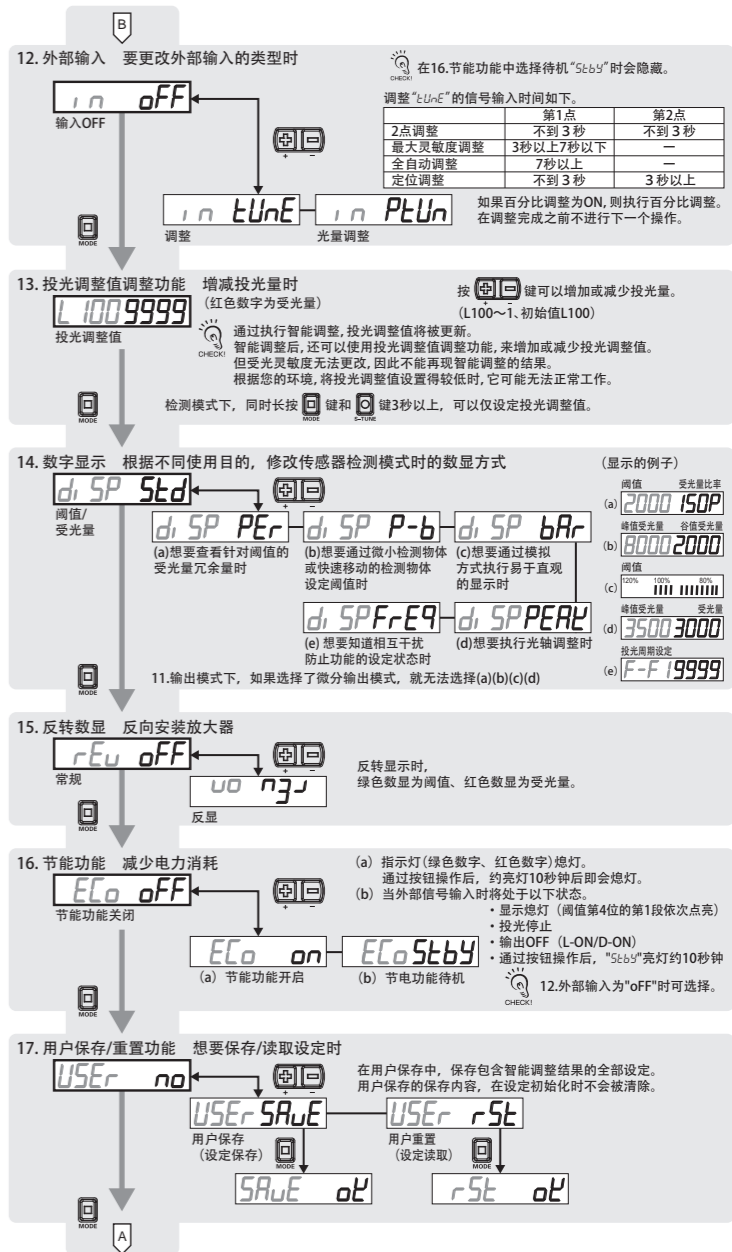 B
12. 外部输入 要更改外部输入的类型时
in oFF
输入OFF
+ −
in tUnE
调整
in PtUn
光量调整
MODE
CHECK!
在16.节能功能中选择待机“Stby”时会隐藏。
调整“tUnE”的信号输入时间如下。
第1点 第2点
2点调整 不到 3 秒 不到 3 秒
最大灵敏度调整 3秒以上7秒以下 —
全自动调整 7秒以上 —
定位调整 不到 3 秒 3 秒以上
如果百分比调整为ON, 则执行百分比调整。
在调整完成之前不进行下一个操作。
13. 投光调整值调整功能 增减投光量时
L 100 9999
(红色数字为受光量)
投光调整值
按 + − 键可以增加或减少投光量。
(L100~1、初始值L100)
CHECK!
通过执行智能调整, 投光调整值将被更新。
智能调整后, 还可以使用投光调整值调整功能, 来增加或减少投光调整值。
但受光灵敏度无法更改, 因此不能再现智能调整的结果。
根据您的环境, 将投光调整值设置得较低时, 它可能无法正常工作。
MODE
检测模式下，同时长按 MODE 键和 S-TUNE 键3秒以上，可以仅设定投光调整值。
14. 数字显示 根据不同使用目的，修改传感器检测模式时的数显方式
di SP Std
阈值/
受光量
+ −
di SP PEr
(a)想要查看针对阈值的
受光量冗余量时
di SP P-b
(b)想要通过微小检测物体
或快速移动的检测物体
设定阈值时
di SP bAr
(c)想要通过模拟
方式执行易于直观
的显示时
di SP FrEq
(e) 想要知道相互干扰
防止功能的设定状态时
di SP PEAK
(d)想要执行光轴调整时
MODE
11.输出模式下，如果选择了微分输出模式，就无法选择(a)(b)(c)(d)
(显示的例子)
阈值 受光量比率
(a) 2000 150P
峰值受光量 谷值受光量
(b) 8000 2000
阈值
(c) 120% 100% 80%
峰值受光量 受光量
(d) 3500 3000
投光周期设定
(e) F-F1 9999
15. 反转数显 反向安装放大器
rEv oFF
常规
+ −
反显
MODE
反转显示时，
绿色数显为阈值、红色数显为受光量。
16. 节能功能 减少电力消耗
ECo oFF
节能功能关闭
+ −
ECo on
(a) 节能功能开启
ECo Stby
(b) 节电功能待机
MODE
(a) 指示灯(绿色数字、红色数字)熄灯。
通过按钮操作后，约亮灯10秒钟后即会熄灯。
(b) 当外部信号输入时将处于以下状态。
・显示熄灯（阈值第4位的第1段依次点亮）
・投光停止
・输出OFF（L-ON/D-ON）
・通过按钮操作后，"Stby"亮灯约10秒钟
CHECK!
12.外部输入为"oFF"时可选择。
17. 用户保存/重置功能 想要保存/读取设定时
USEr no
+ −
USEr SAvE
用户保存
（设定保存）
MODE
SAvE oK
USEr rSt
用户重置
（设定读取）
MODE
rSt oK
在用户保存中，保存包含智能调整结果的全部设定。
用户保存的保存内容，在设定初始化时不会被清除。
MODE
A